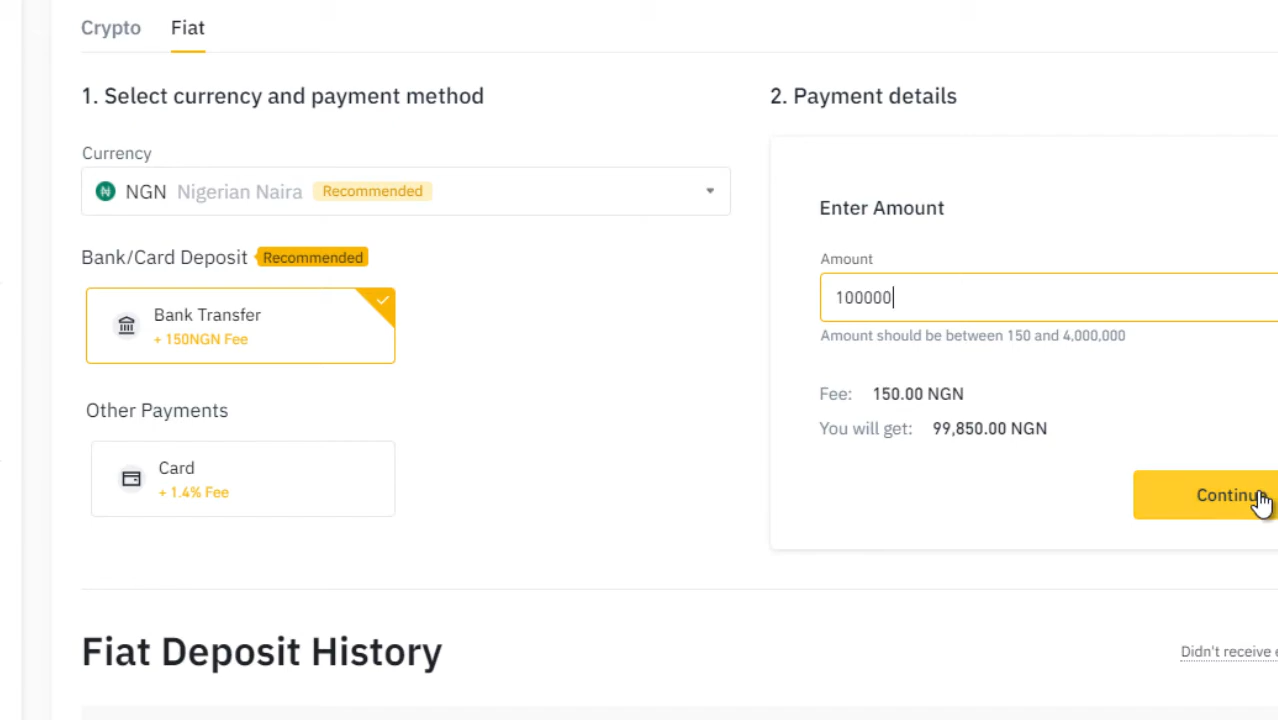 Crypto Fiat
1. Select currency and payment method
Currency
NGN Nigerian Naira Recommended
Bank/Card Deposit Recommended
Bank Transfer
+ 150NGN Fee
Other Payments
Card
+ 1.4% Fee
2. Payment details
Enter Amount
Amount
100000
Amount should be between 150 and 4,000,000
Fee: 150.00 NGN
You will get: 99,850.00 NGN
Continue
Fiat Deposit History
Didn't receive